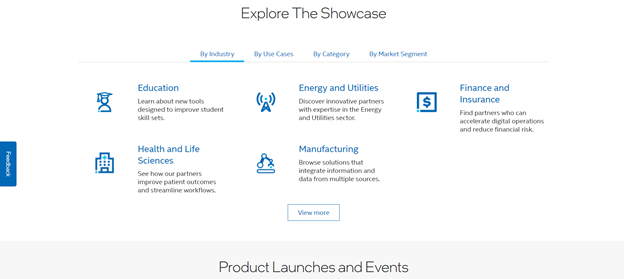 Explore The Showcase
By Industry By Use Cases By Category By Market Segment
Education
Learn about new tools
designed to improve student
skill sets.
Energy and Utilities
Discover innovative partners
with expertise in the Energy
and Utilities sector.
Finance and
Insurance
Find partners who can
accelerate digital operations
and reduce financial risk.
Health and Life
Sciences
See how our partners
improve patient outcomes
and streamline workflows.
Manufacturing
Browse solutions that
integrate information and
data from multiple sources.
Feedback
View more
Product Launches and Events